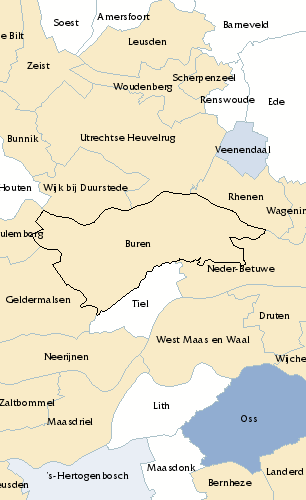 Amersfoort
Soest
Barneveld
e Bilt
Leusden
Zeist
Scherpenzeel
Woudenberg
Renswoude
Ede
Bunnik
Utrechtse Heuvelrug
Veenendaal
Houten
Wijk bij Duurstede
Rhenen
Wagenin
ulemborg
Buren
Neder-Betuwe
Geldermalsen
Tiel
Druten
West Maas en Waal
Neerijnen
Wijche
Zaltbommel
Lith
Oss
Maasdriel
's-Hertogenbosch
Maasdonk
Landerd
eusden
Bernheze